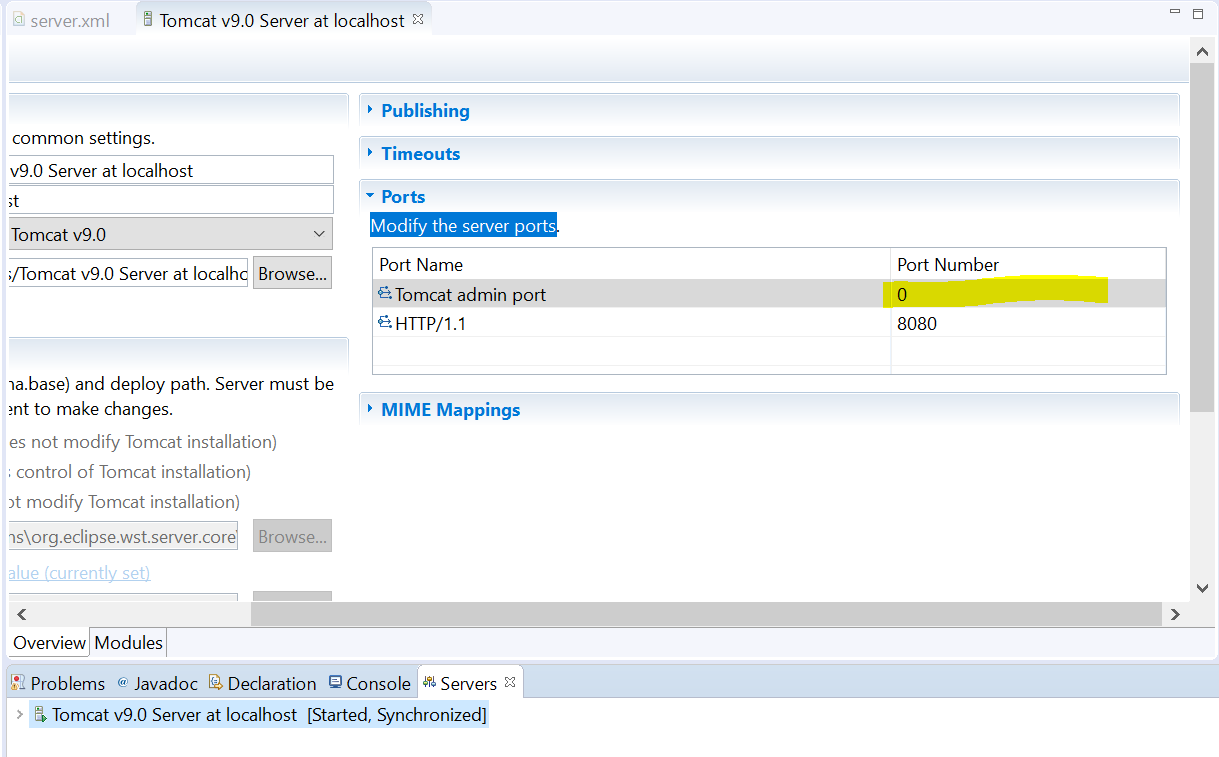 server.xml
Tomcat v9.0 Server at localhost
common settings.
v9.0 Server at localhost
st
Tomcat v9.0
s/Tomcat v9.0 Server at localhc
Browse...
na.base) and deploy path. Server must be
ent to make changes.
es not modify Tomcat installation)
s control of Tomcat installation)
ot modify Tomcat installation)
ns\org.eclipse.wst.server.core\
Browse...
alue (currently set)
Publishing
Timeouts
Ports
Modify the server ports.
Port Name Port Number
Tomcat admin port 0
HTTP/1.1 8080
MIME Mappings
Overview Modules
Problems @ Javadoc Declaration Console Servers
Tomcat v9.0 Server at localhost [Started, Synchronized]